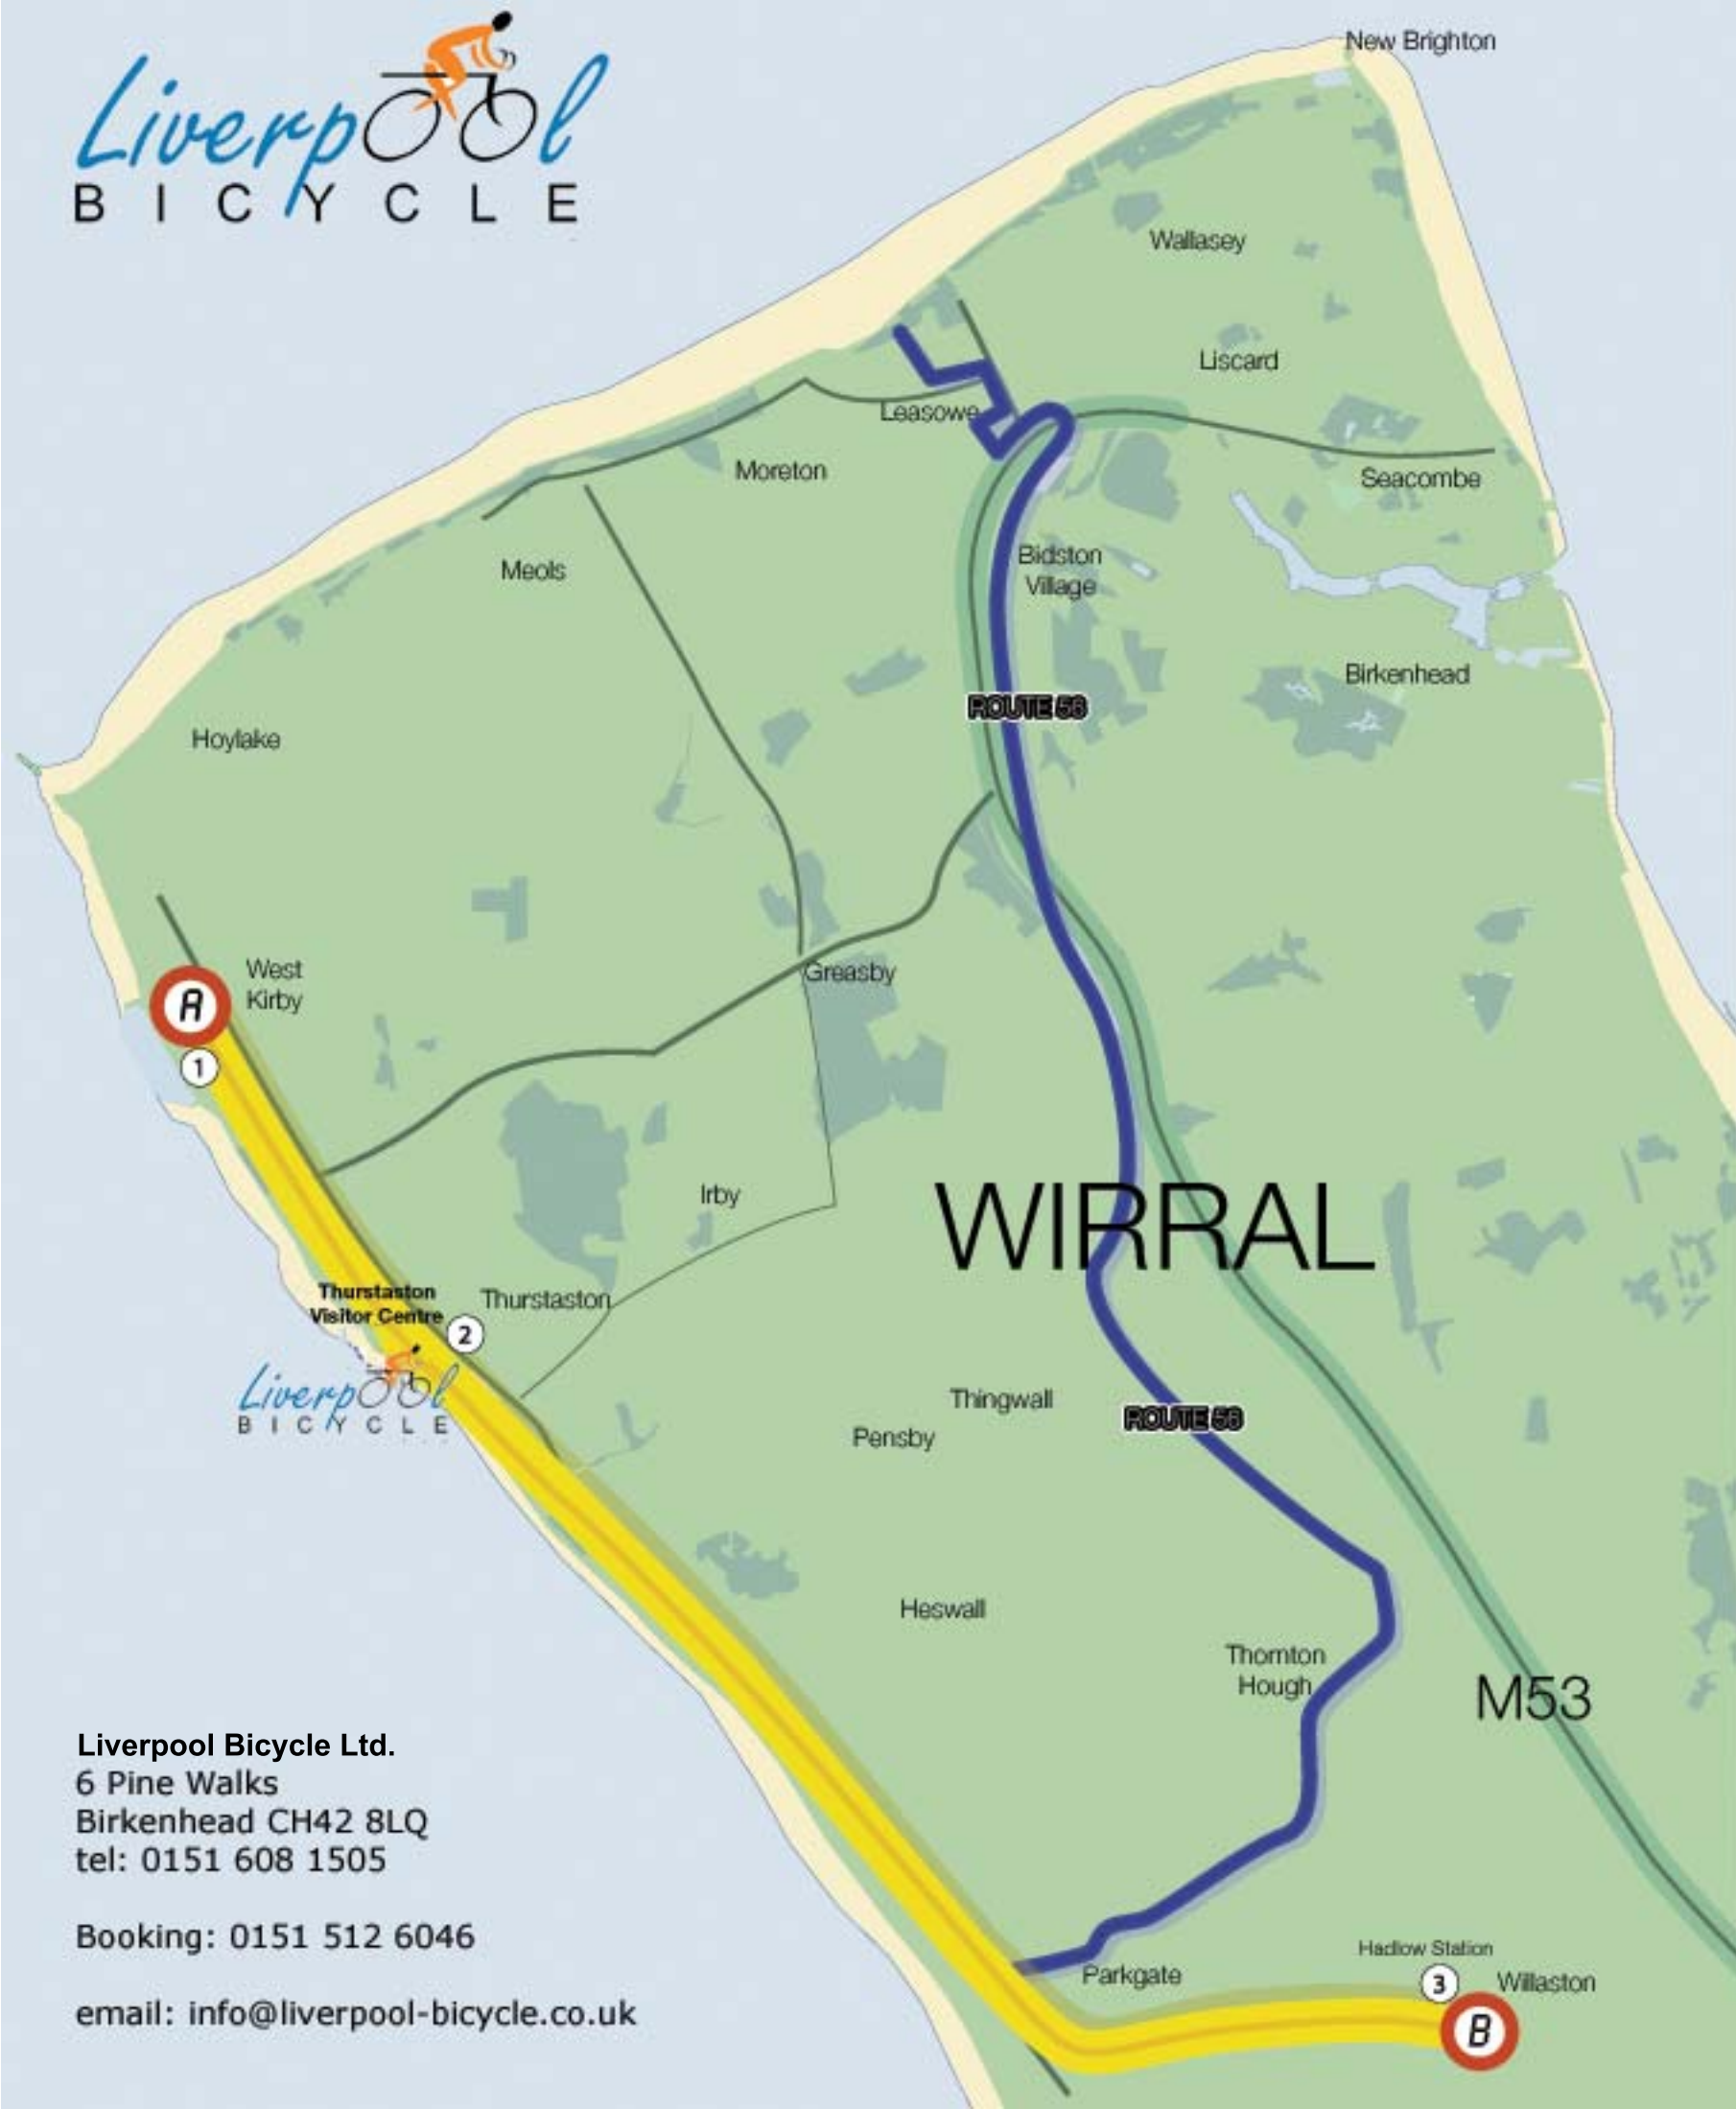 Liverpool
BICYCLE
New Brighton
Wallasey
Liscard
Leasowe
Moreton
Seacombe
Bidston
Village
Meols
Birkenhead
ROUTE 56
Hoylake
West
Kirby
A
1
Greasby
Irby
WIRRAL
Thurstaston
Visitor Centre
Thurstaston
2
Liverpool
BICYCLE
Thingwall
ROUTE 56
Pensby
Heswall
Thornton
Hough
M53
Liverpool Bicycle Ltd.
6 Pine Walks
Birkenhead CH42 8LQ
tel: 0151 608 1505
Booking: 0151 512 6046
email: info@liverpool-bicycle.co.uk
Hadlow Station
Parkgate
3
Willaston
B